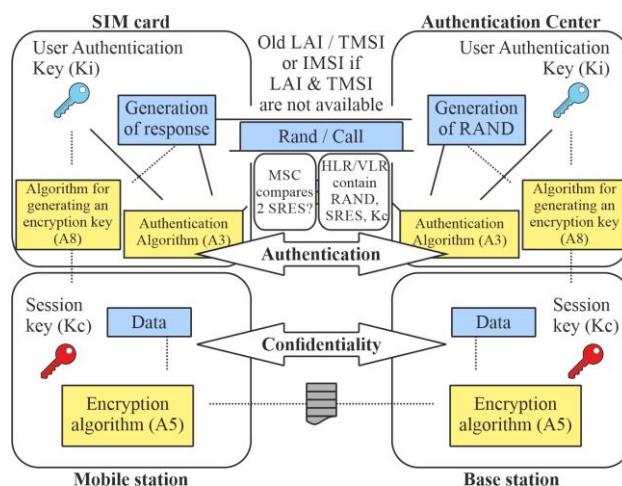 SIM card
Authentication Center
User Authentication
Key (Ki)
Old LAI / TMSI
or IMSI if
LAI & TMSI
are not available
User Authentication
Key (Ki)
Generation
of response
Generation
of RAND
Rand / Call
MSC
compares
2 SRES?
HLR/VLR
contain
RAND,
SRES, Kc
Algorithm for
generating an
encryption key
(A8)
Authentication
Algorithm (A3)
Authentication
Algorithm (A3)
Algorithm for
generating an
encryption key
(A8)
Authentication
Session
key (Kc)
Data
Confidentiality
Data
Session
key (Kc)
Encryption
algorithm (A5)
Encryption
algorithm (A5)
Mobile station
Base station